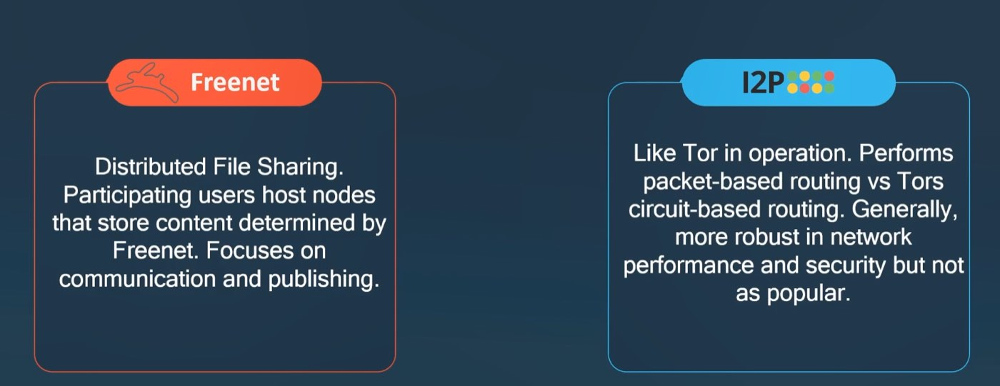 Freenet
Distributed File Sharing.
Participating users host nodes
that store content determined by
Freenet. Focuses on
communication and publishing.
I2P
Like Tor in operation. Performs
packet-based routing vs Tors
circuit-based routing. Generally,
more robust in network
performance and security but not
as popular.